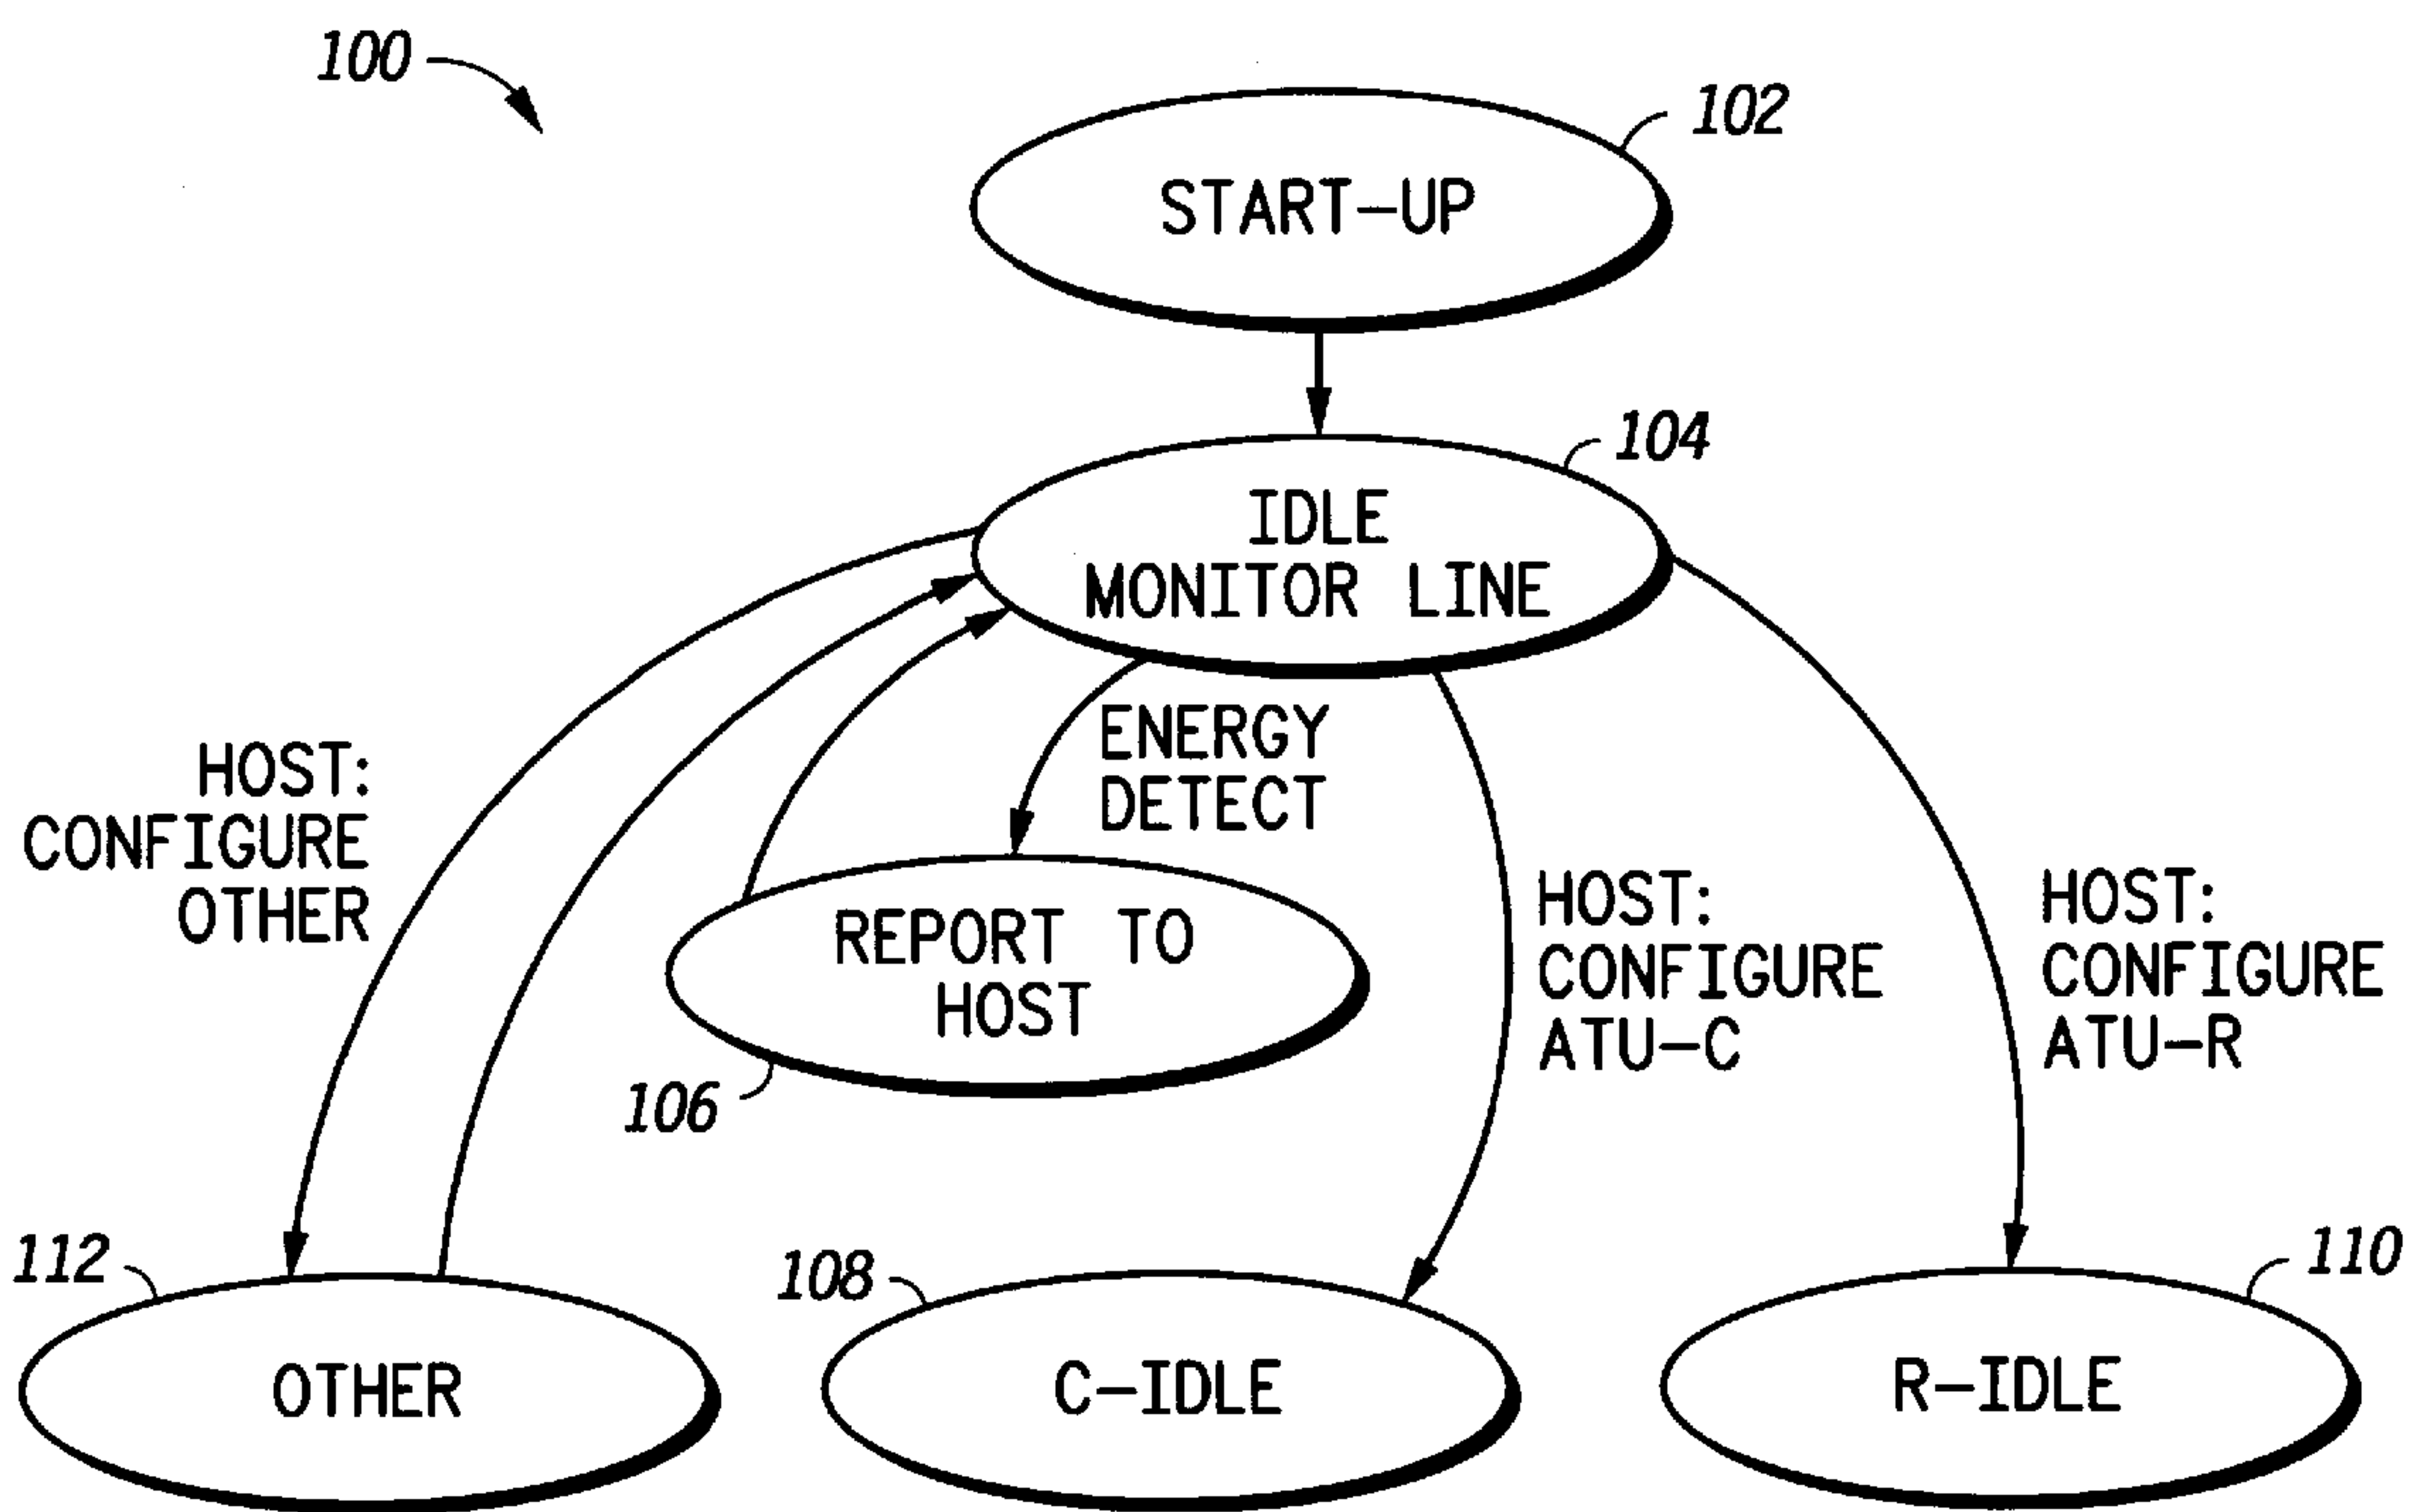 100
102
START-UP
104
IDLE
MONITOR LINE
ENERGY
DETECT
HOST:
CONFIGURE
OTHER
REPORT TO
HOST
106
HOST:
CONFIGURE
ATU-C
HOST:
CONFIGURE
ATU-R
112
OTHER
108
C-IDLE
110
R-IDLE